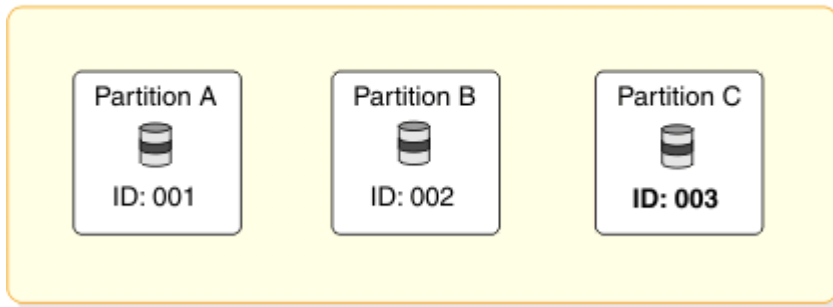 Partition A
ID: 001
Partition B
ID: 002
Partition C
ID: 003